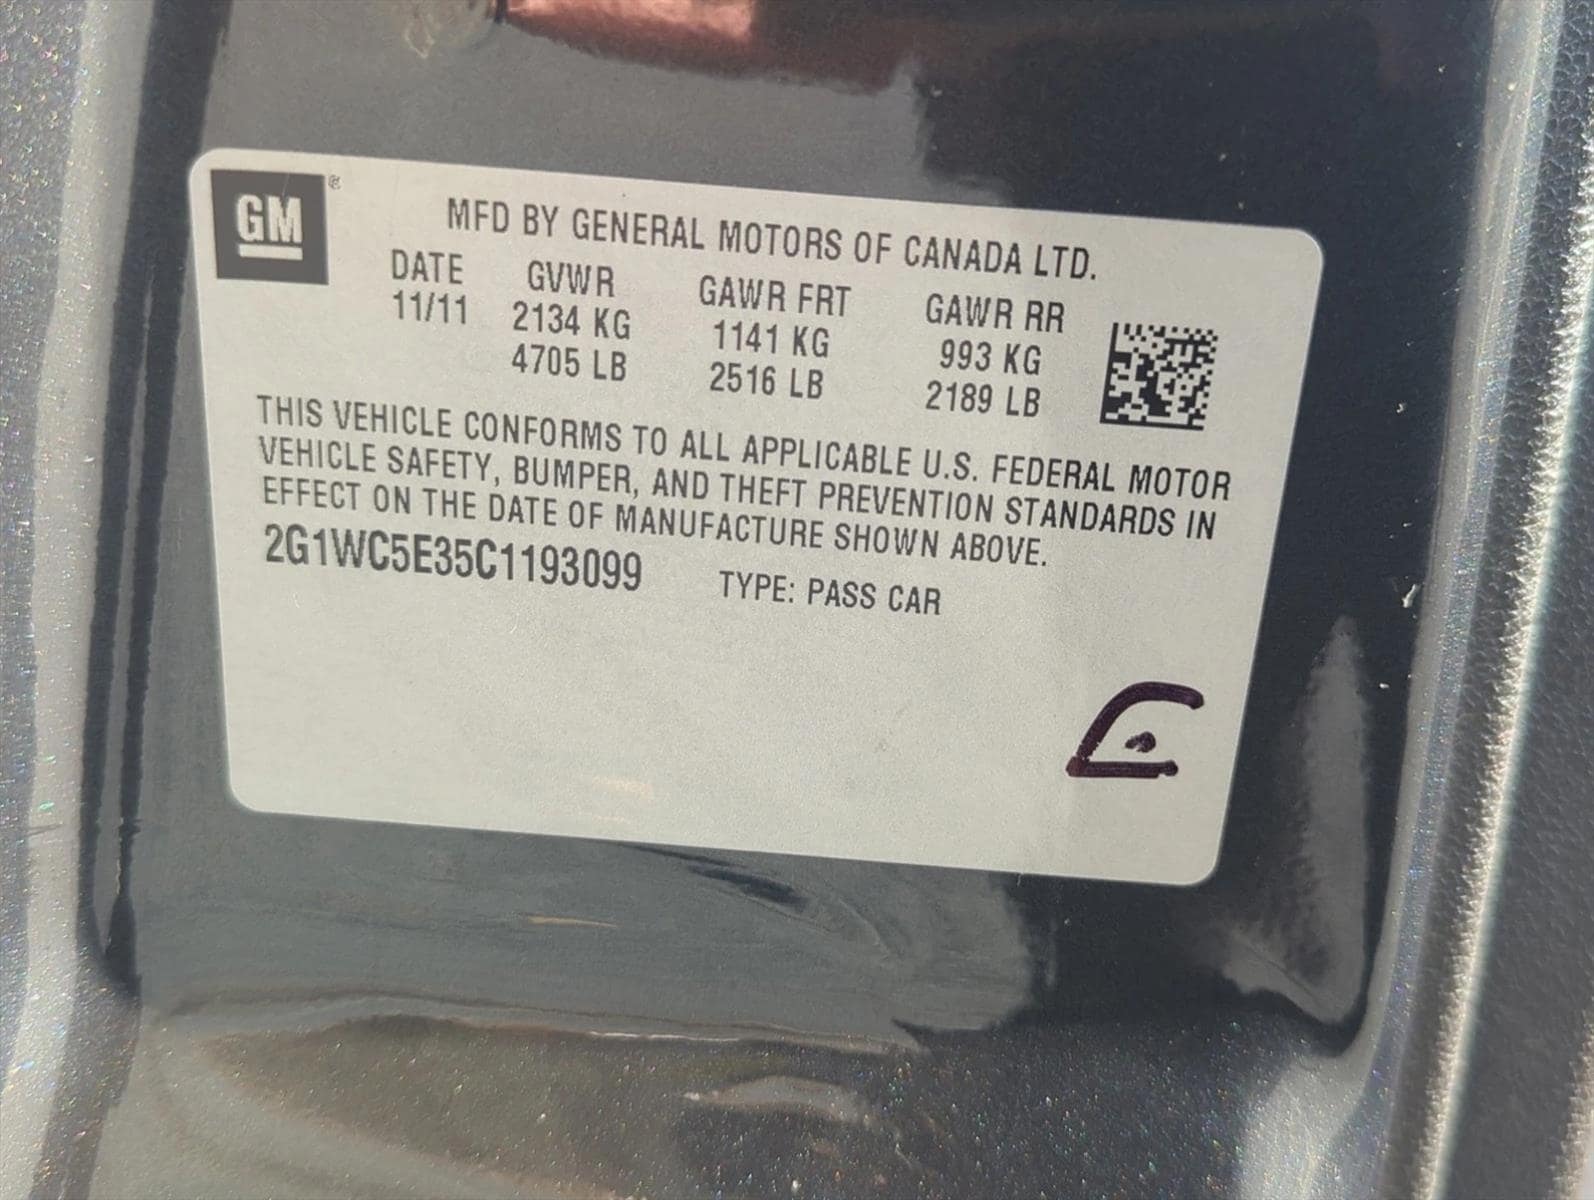 GM ®
MFD BY GENERAL MOTORS OF CANADA LTD.
DATE GVWR GAWR FRT GAWR RR
11/11 2134 KG 1141 KG 993 KG
4705 LB 2516 LB 2189 LB
THIS VEHICLE CONFORMS TO ALL APPLICABLE U.S. FEDERAL MOTOR
VEHICLE SAFETY, BUMPER, AND THEFT PREVENTION STANDARDS IN
EFFECT ON THE DATE OF MANUFACTURE SHOWN ABOVE.
2G1WC5E35C1193099 TYPE: PASS CAR